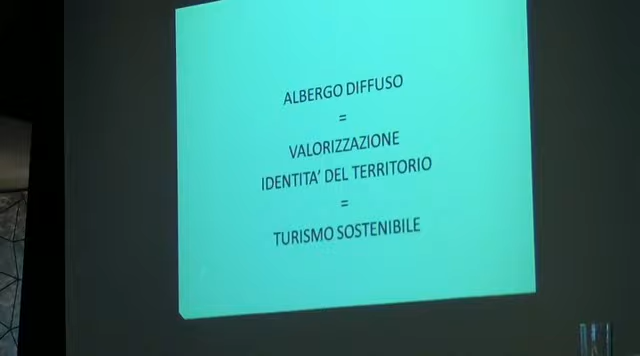 ALBERGO DIFFUSO
=
VALORIZZAZIONE
IDENTITA' DEL TERRITORIO
=
TURISMO SOSTENIBILE